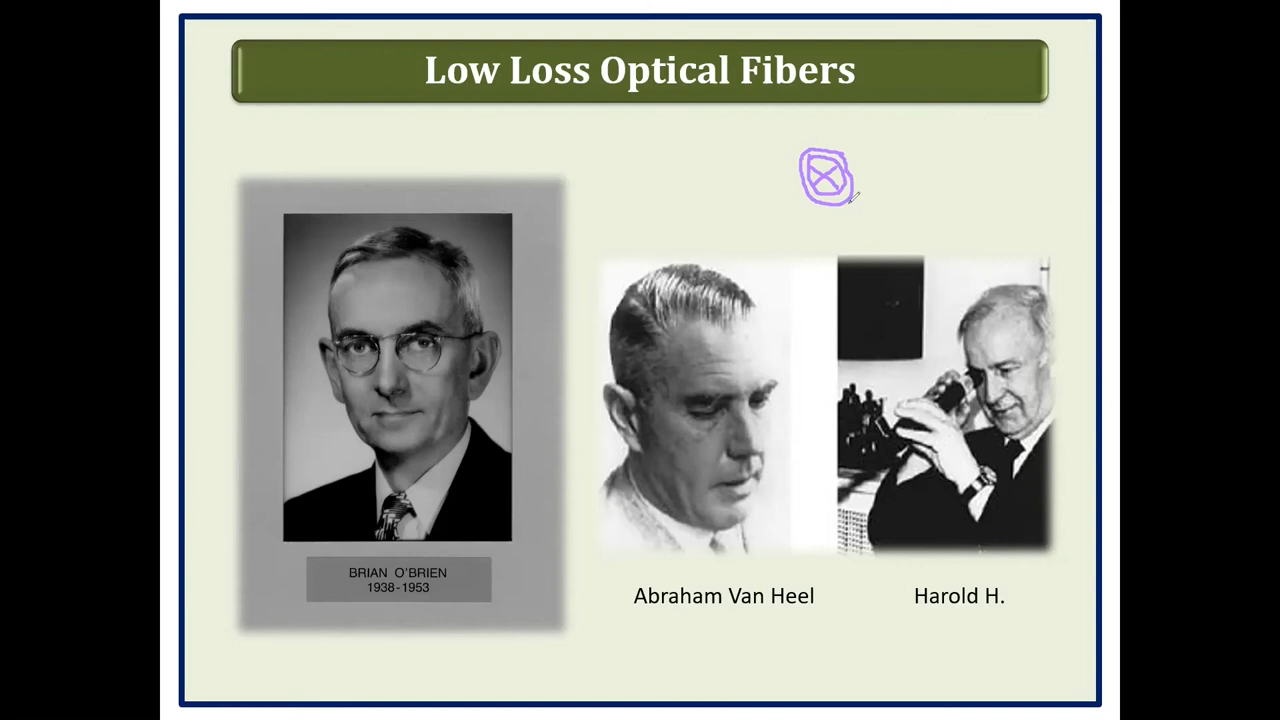 Low Loss Optical Fibers
BRIAN O'BRIEN
1938-1953
Abraham Van Heel
Harold H.